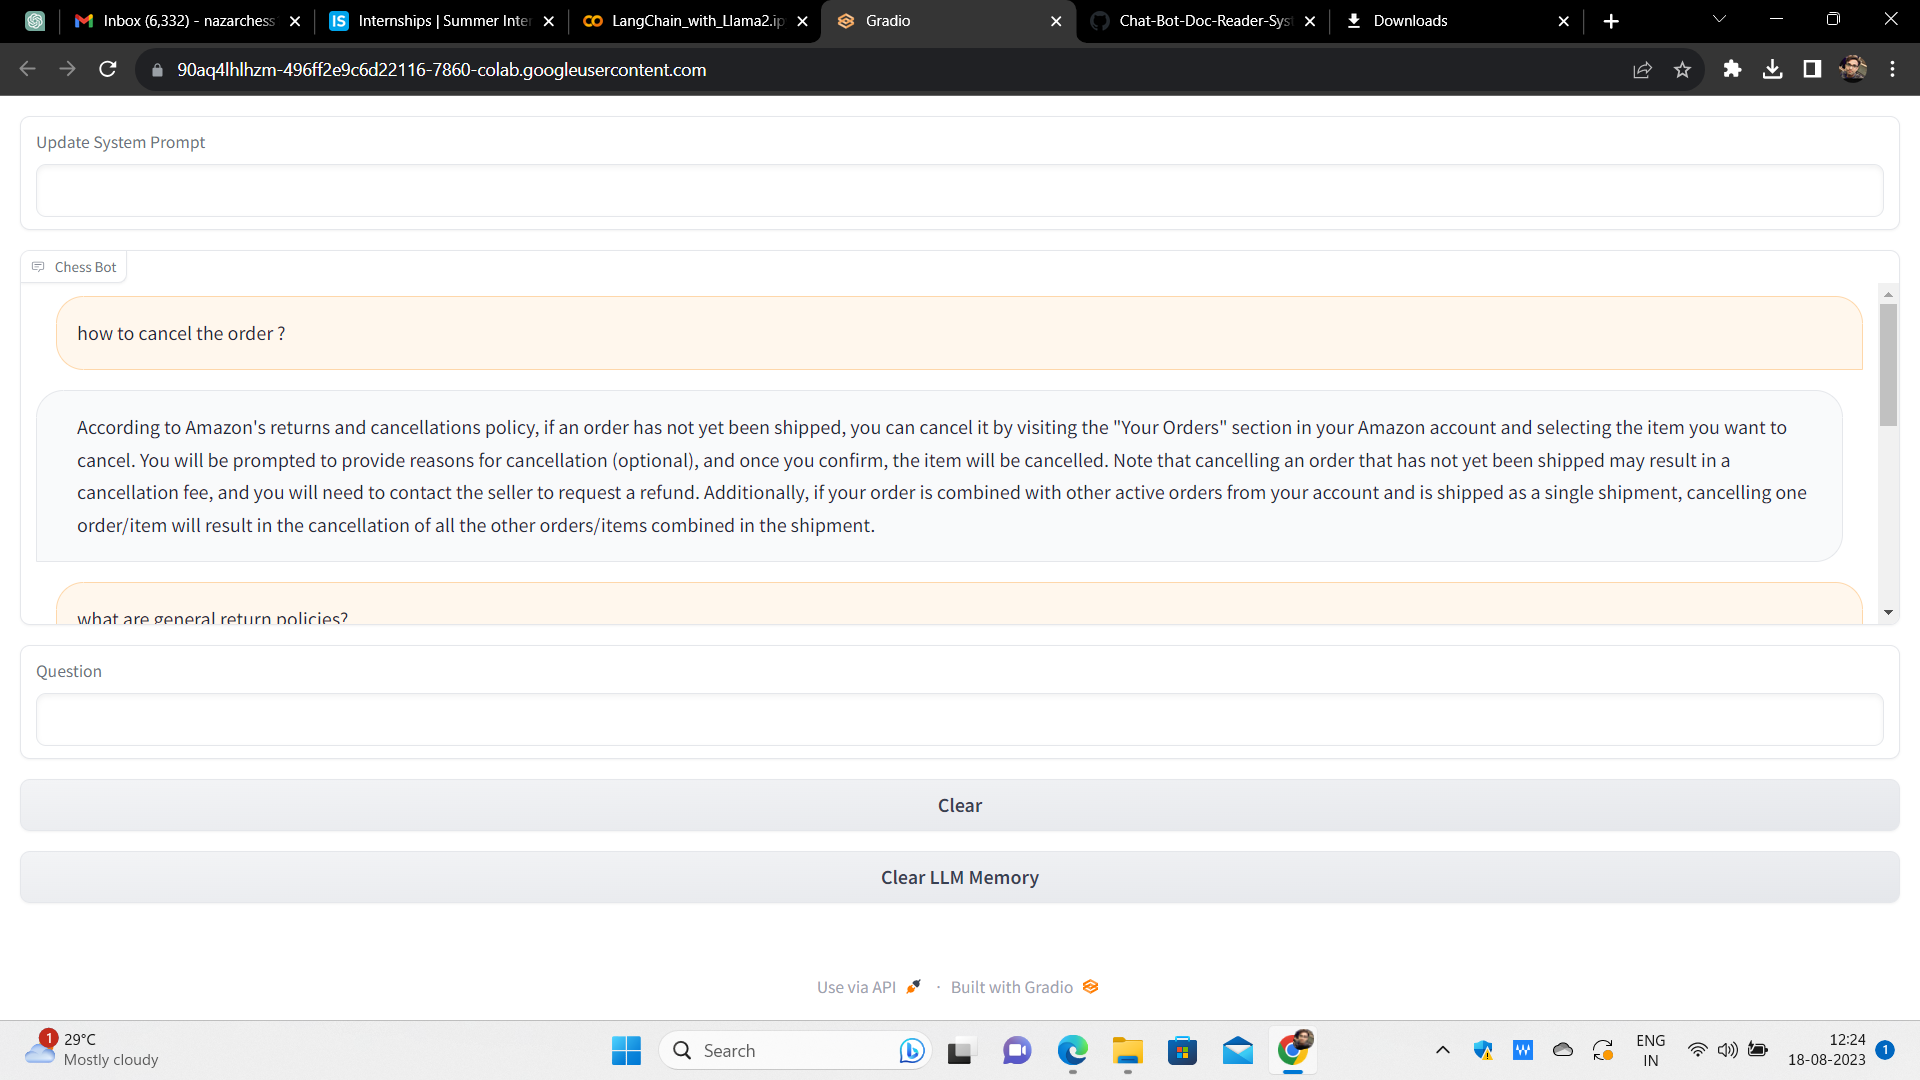 Inbox (6,332) - nazarchess
Internships | Summer Inter
LangChain_with_Llama2.ip
Gradio
Chat-Bot-Doc-Reader-Syst
Downloads
90aq4lhlhzm-496ff2e9c6d22116-7860-colab.googleusercontent.com
Update System Prompt
Chess Bot
how to cancel the order ?
According to Amazon's returns and cancellations policy, if an order has not yet been shipped, you can cancel it by visiting the "Your Orders" section in your Amazon account and selecting the item you want to
cancel. You will be prompted to provide reasons for cancellation (optional), and once you confirm, the item will be cancelled. Note that cancelling an order that has not yet been shipped may result in a
cancellation fee, and you will need to contact the seller to request a refund. Additionally, if your order is combined with other active orders from your account and is shipped as a single shipment, cancelling one
order/item will result in the cancellation of all the other orders/items combined in the shipment.
what are general return policies?
Question
Clear
Clear LLM Memory
Use via API · Built with Gradio
1
29°C
Mostly cloudy
Search
ENG
IN
12:24
18-08-2023
1